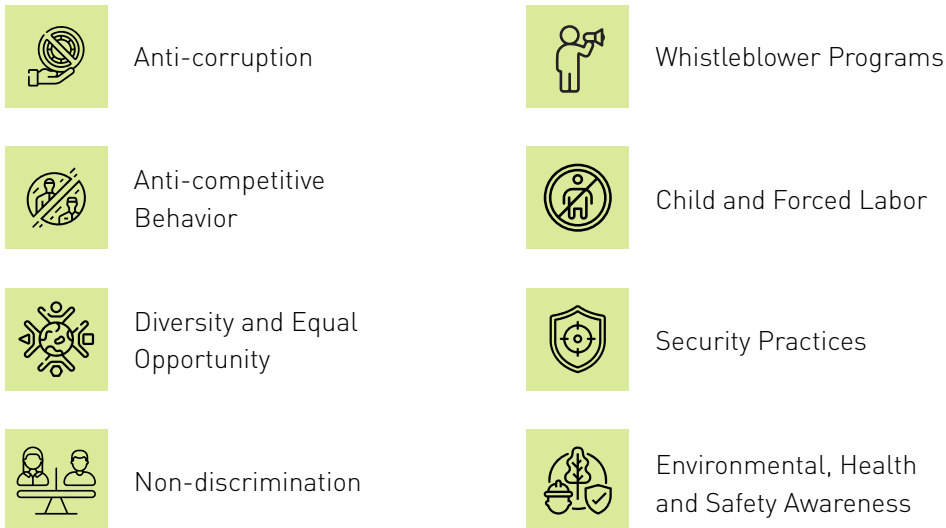 Anti-corruption
Whistleblower Programs
Anti-competitive
Behavior
Child and Forced Labor
Diversity and Equal
Opportunity
Security Practices
Non-discrimination
Environmental, Health
and Safety Awareness